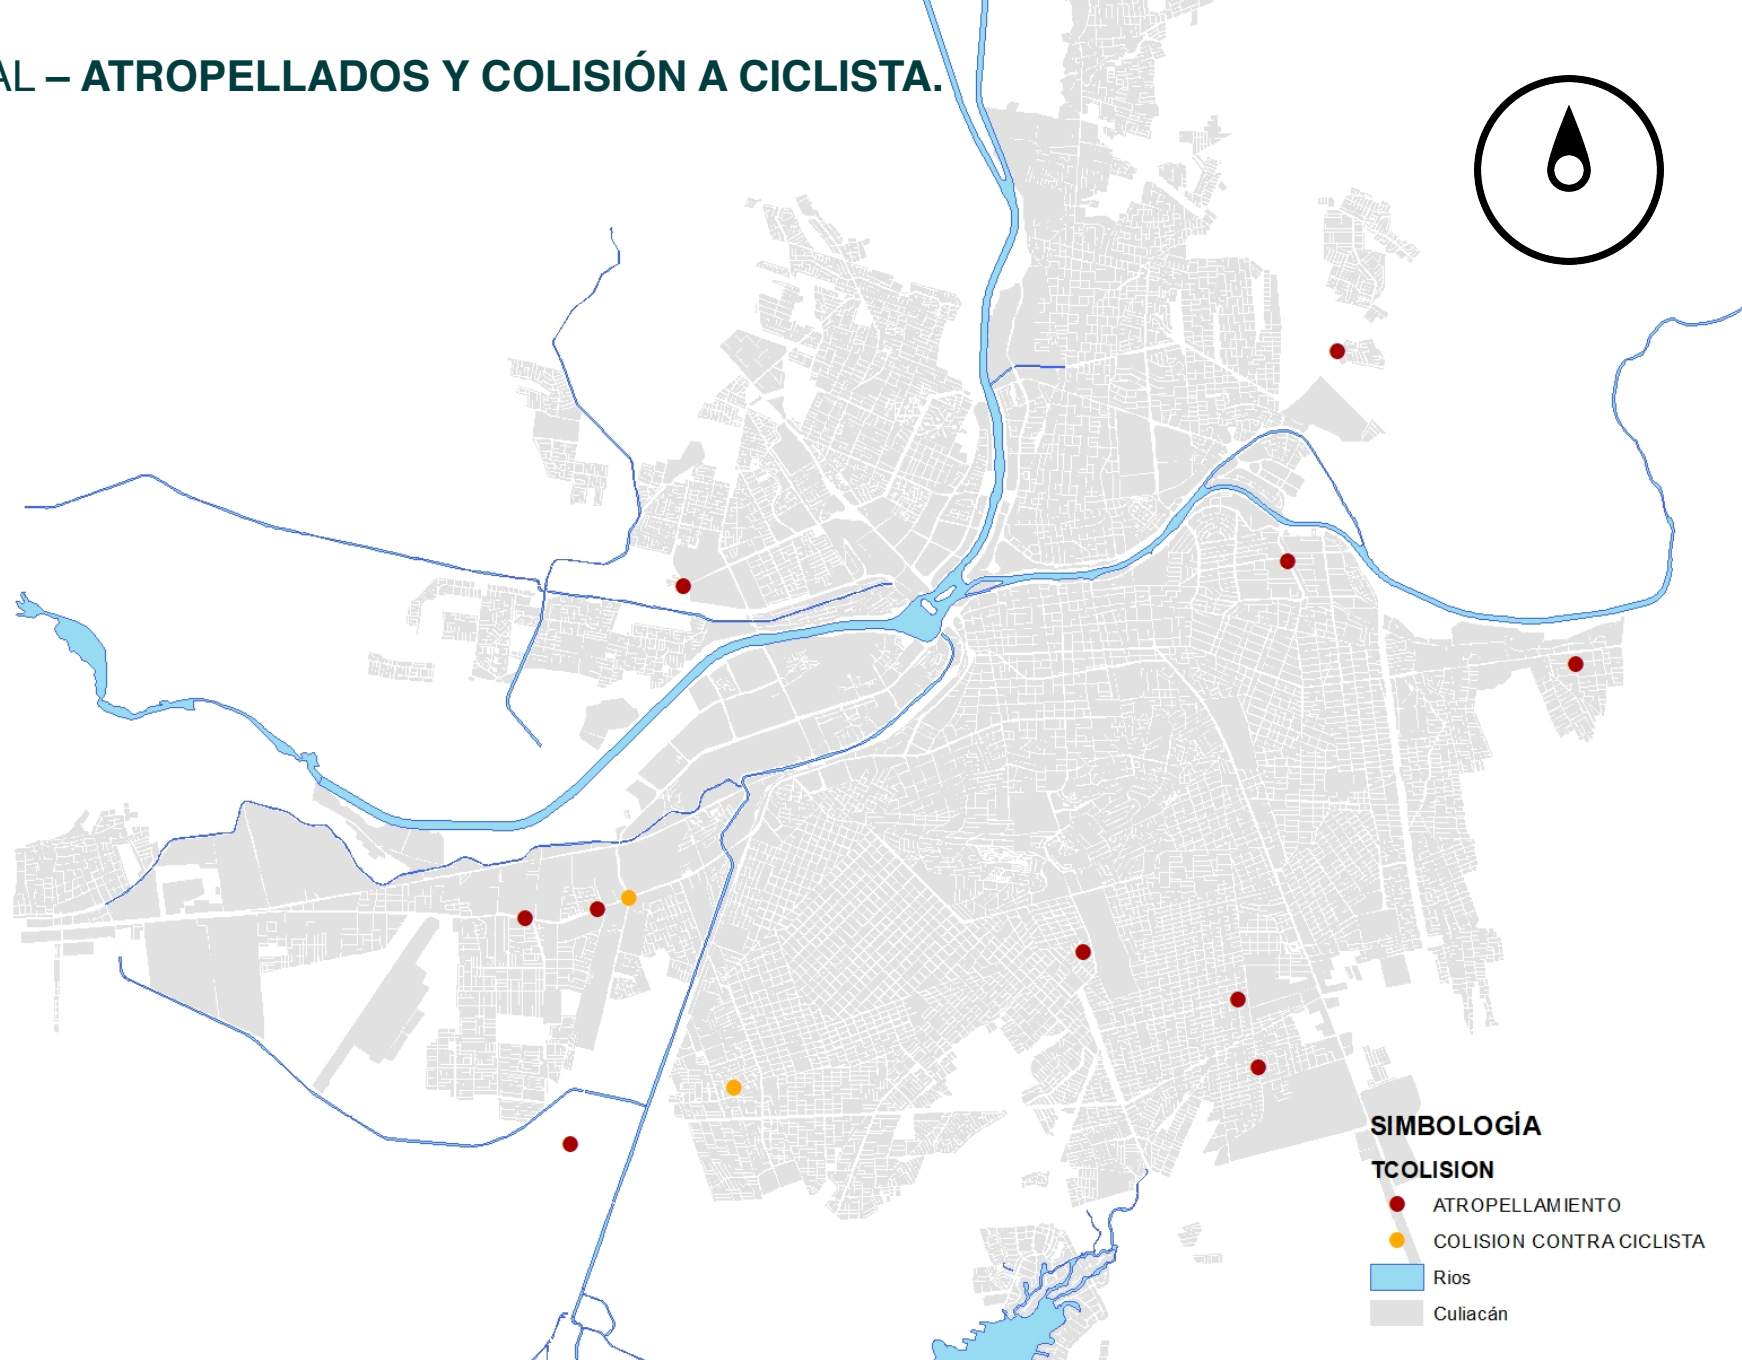 AL – ATROPELLADOS Y COLISIÓN A CICLISTA.
SIMBOLOGÍA
TCOLISION
ATROPELLAMIENTO
COLISION CONTRA CICLISTA
Rios
Culiacán